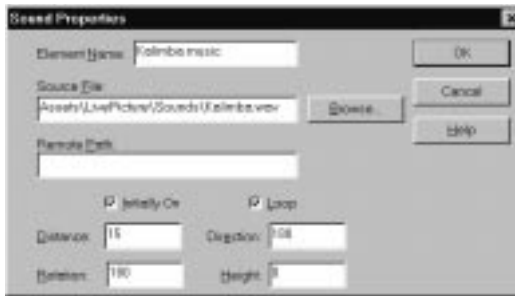 Sound Properties
Element Name: Kalimba music
OK
Source File
Assets\LivePicture\Sounds\Kalimba.wav
Browse...
Cancel
Help
Remote Path:
Initially On
Loop
Distance: 15
Direction: 180
Rotation: 180
Height: 0